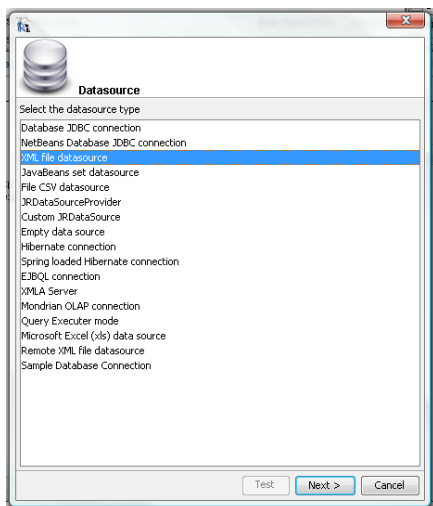 Datasource
Select the datasource type
Database JDBC connection
NetBeans Database JDBC connection
XML file datasource
JavaBeans set datasource
File CSV datasource
JRDataSourceProvider
Custom JRDataSource
Empty data source
Hibernate connection
Spring loaded Hibernate connection
EJBQL connection
XMLA Server
Mondrian OLAP connection
Query Executer mode
Microsoft Excel (xls) data source
Remote XML file datasource
Sample Database Connection
Test Next > Cancel